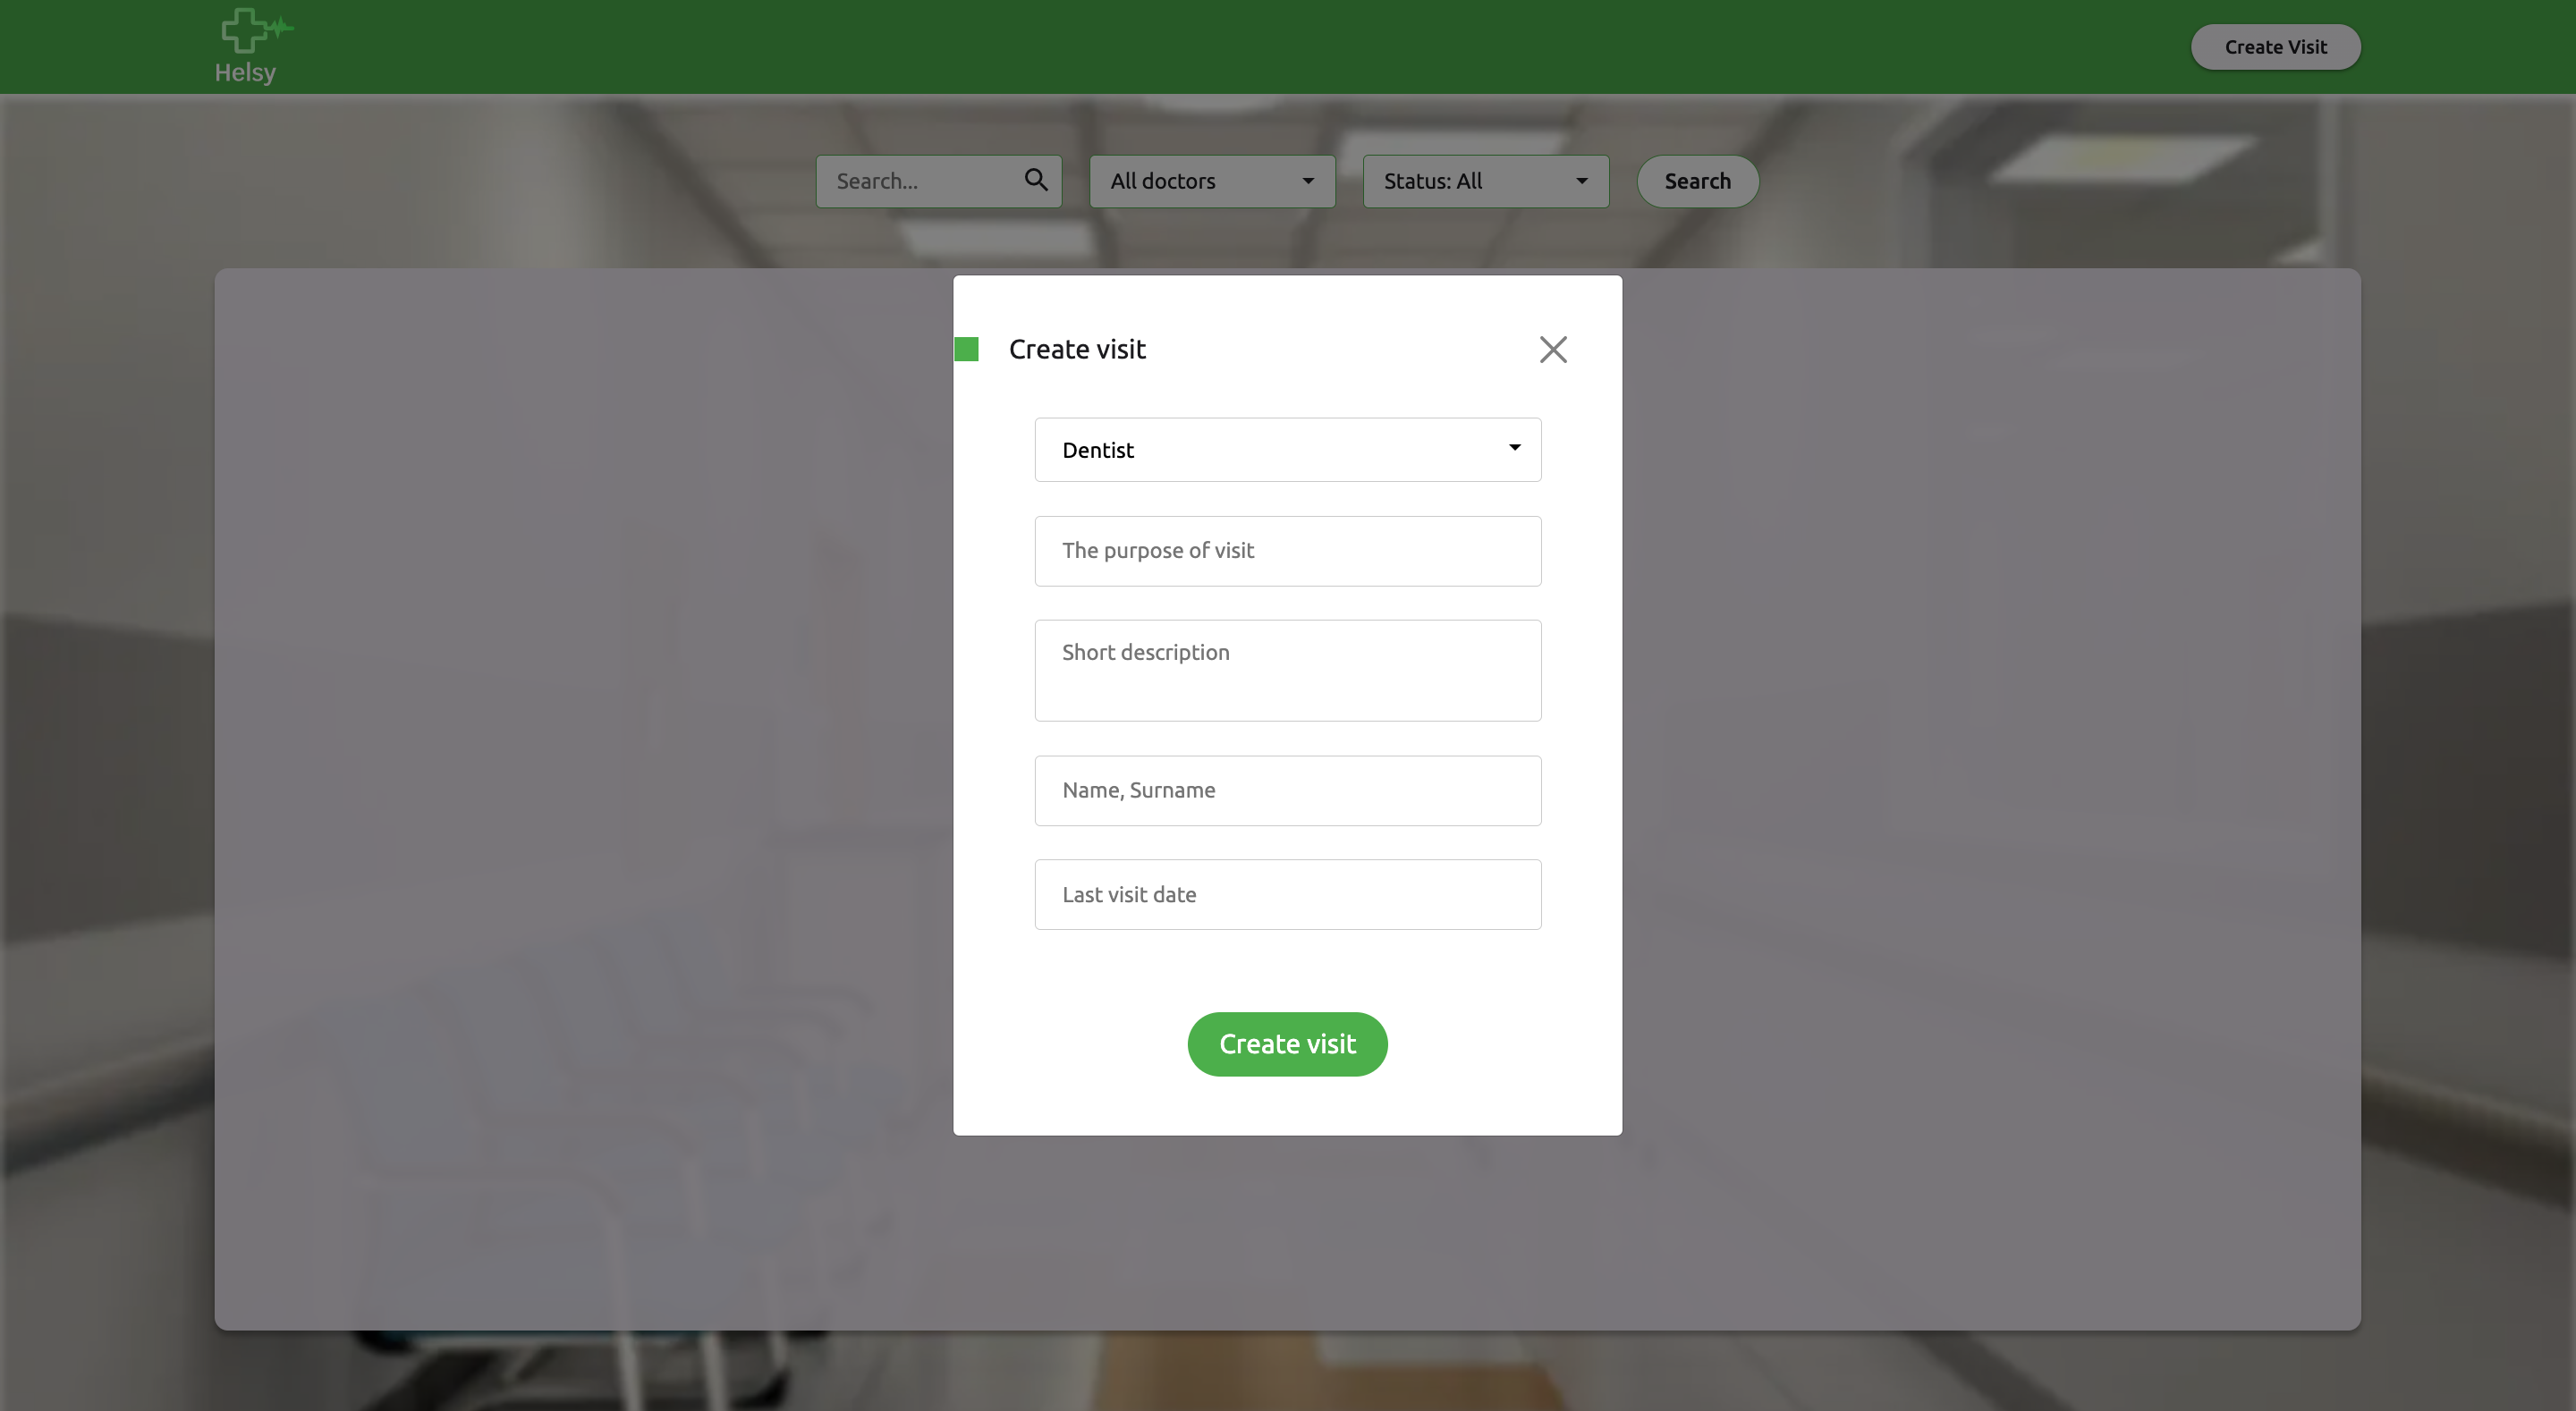 Helsy
Create Visit
Search...
All doctors
Status: All
Search
Create visit
Dentist
The purpose of visit
Short description
Name, Surname
Last visit date
Create visit